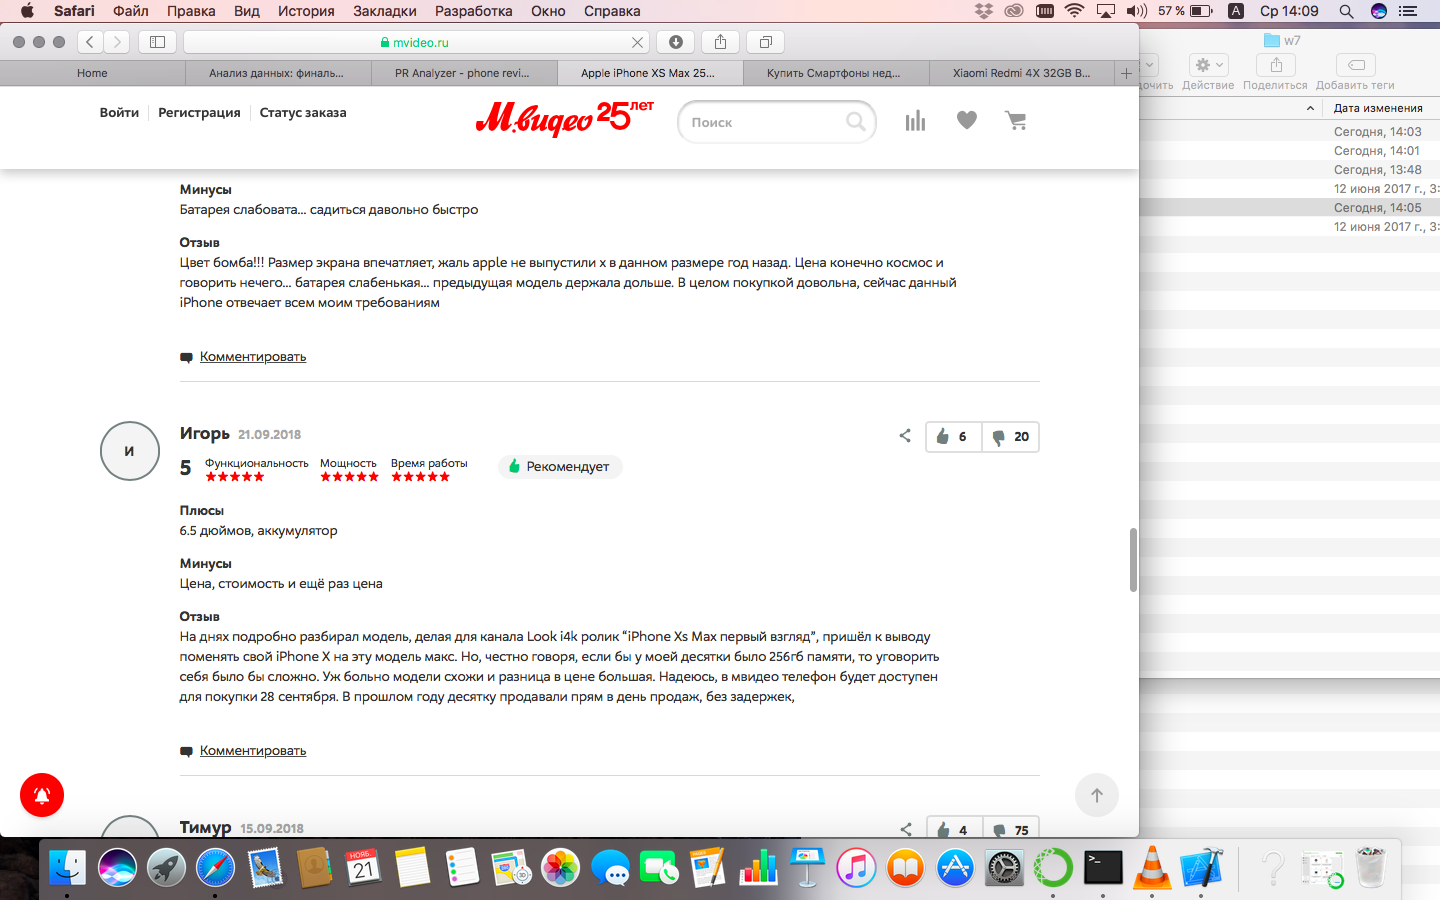 Safari Файл Правка Вид История Закладки Разработка Окно Справка 57 % A Ср 14:09
mvideo.ru
Home Анализ данных: финаль... PR Analyzer - phone revi... Apple iPhone XS Max 25... Купить Смартфоны нед... Xiaomi Redmi 4X 32GB B...
w7
Действие Поделиться Добавить теги
Дата изменения
Сегодня, 14:03
Сегодня, 14:01
Сегодня, 13:48
12 июня 2017 г., 3:
Сегодня, 14:05
12 июня 2017 г., 3:
Войти Регистрация Статус заказа М.видео 25 лет Поиск
Минусы
Батарея слабовата... садиться давольно быстро
Отзыв
Цвет бомба!!! Размер экрана впечатляет, жаль apple не выпустили х в данном размере год назад. Цена конечно космос и
говорить нечего... батарея слабенькая... предыдущая модель держала дольше. В целом покупкой довольна, сейчас данный
iPhone отвечает всем моим требованиям
Комментировать
И Игорь 21.09.2018 6 20
5 Функциональность Мощность Время работы Рекомендует
Плюсы
6.5 дюймов, аккумулятор
Минусы
Цена, стоимость и ещё раз цена
Отзыв
На днях подробно разбирал модель, делая для канала Look i4k ролик “iPhone Xs Max первый взгляд”, пришёл к выводу
поменять свой iPhone X на эту модель макс. Но, честно говоря, если бы у моей десятки было 256гб памяти, то уговорить
себя было бы сложно. Уж больно модели схожи и разница в цене большая. Надеюсь, в мвидео телефон будет доступен
для покупки 28 сентября. В прошлом году десятку продавали прям в день продаж, без задержек,
Комментировать
Тимур 15.09.2018 4 75
НОЯБ.
21